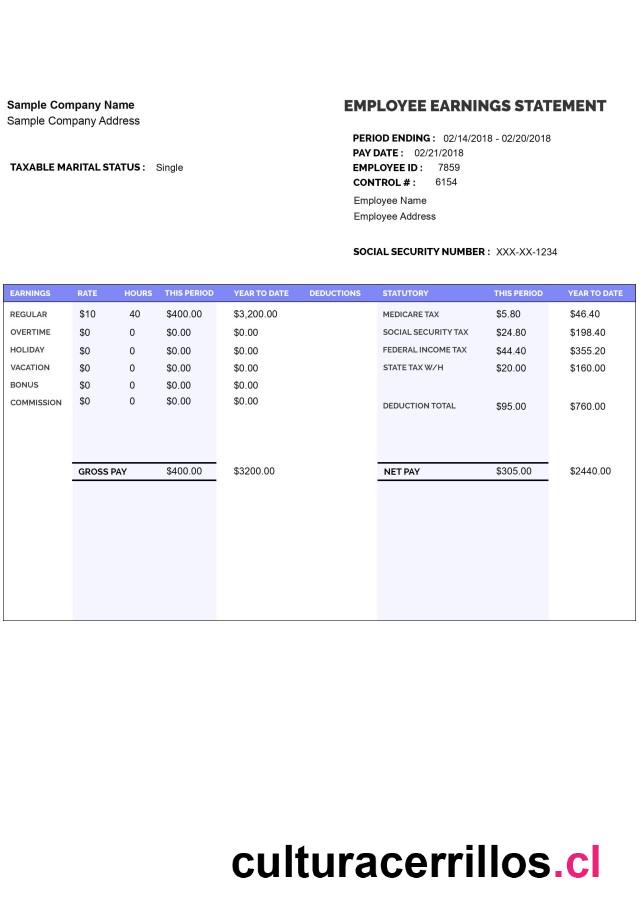 Sample Company Name
Sample Company Address
TAXABLE MARITAL STATUS : Single
EMPLOYEE EARNINGS STATEMENT
PERIOD ENDING : 02/14/2018 - 02/20/2018
PAY DATE : 02/21/2018
EMPLOYEE ID : 7859
CONTROL # : 6154
Employee Name
Employee Address
SOCIAL SECURITY NUMBER : XXX-XX-1234
EARNINGS RATE HOURS THIS PERIOD YEAR TO DATE DEDUCTIONS STATUTORY THIS PERIOD YEAR TO DATE
REGULAR $10 40 $400.00 $3,200.00 MEDICARE TAX $5.80 $46.40
OVERTIME $0 0 $0.00 $0.00 SOCIAL SECURITY TAX $24.80 $198.40
HOLIDAY $0 0 $0.00 $0.00 FEDERAL INCOME TAX $44.40 $355.20
VACATION $0 0 $0.00 $0.00 STATE TAX W/H $20.00 $160.00
BONUS $0 0 $0.00 $0.00
COMMISSION $0 0 $0.00 $0.00 DEDUCTION TOTAL $95.00 $760.00
GROSS PAY $400.00 $3200.00 NET PAY $305.00 $2440.00
culturacerrillos.cl